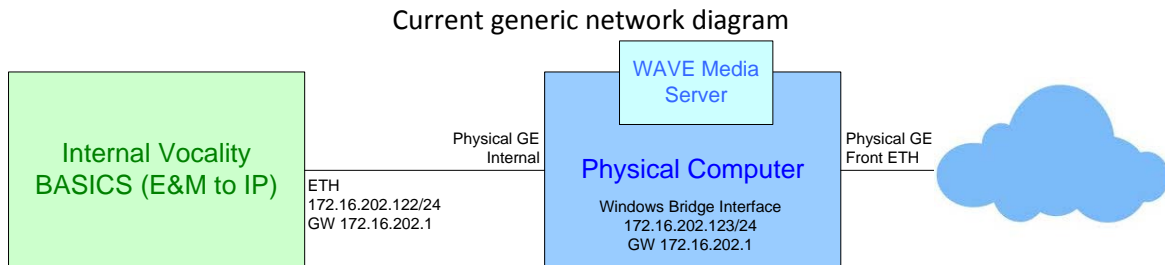 Current generic network diagram
Internal Vocality
BASICS (E&M to IP)
ETH
172.16.202.122/24
GW 172.16.202.1
Physical GE
Internal
WAVE Media
Server
Physical Computer
Windows Bridge Interface
172.16.202.123/24
GW 172.16.202.1
Physical GE
Front ETH